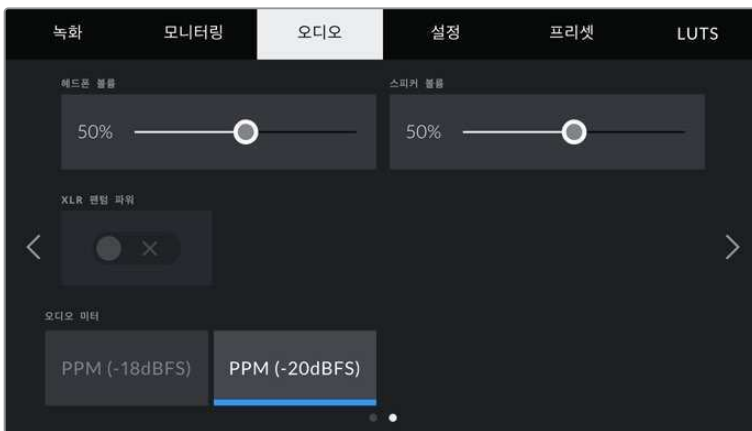 녹화 모니터링 오디오 설정 프리셋 LUTS
헤드폰 볼륨 스피커 볼륨
50% 50%
XLR 팬텀 파워
오디오 미터
PPM (-18dBFS) PPM (-20dBFS)